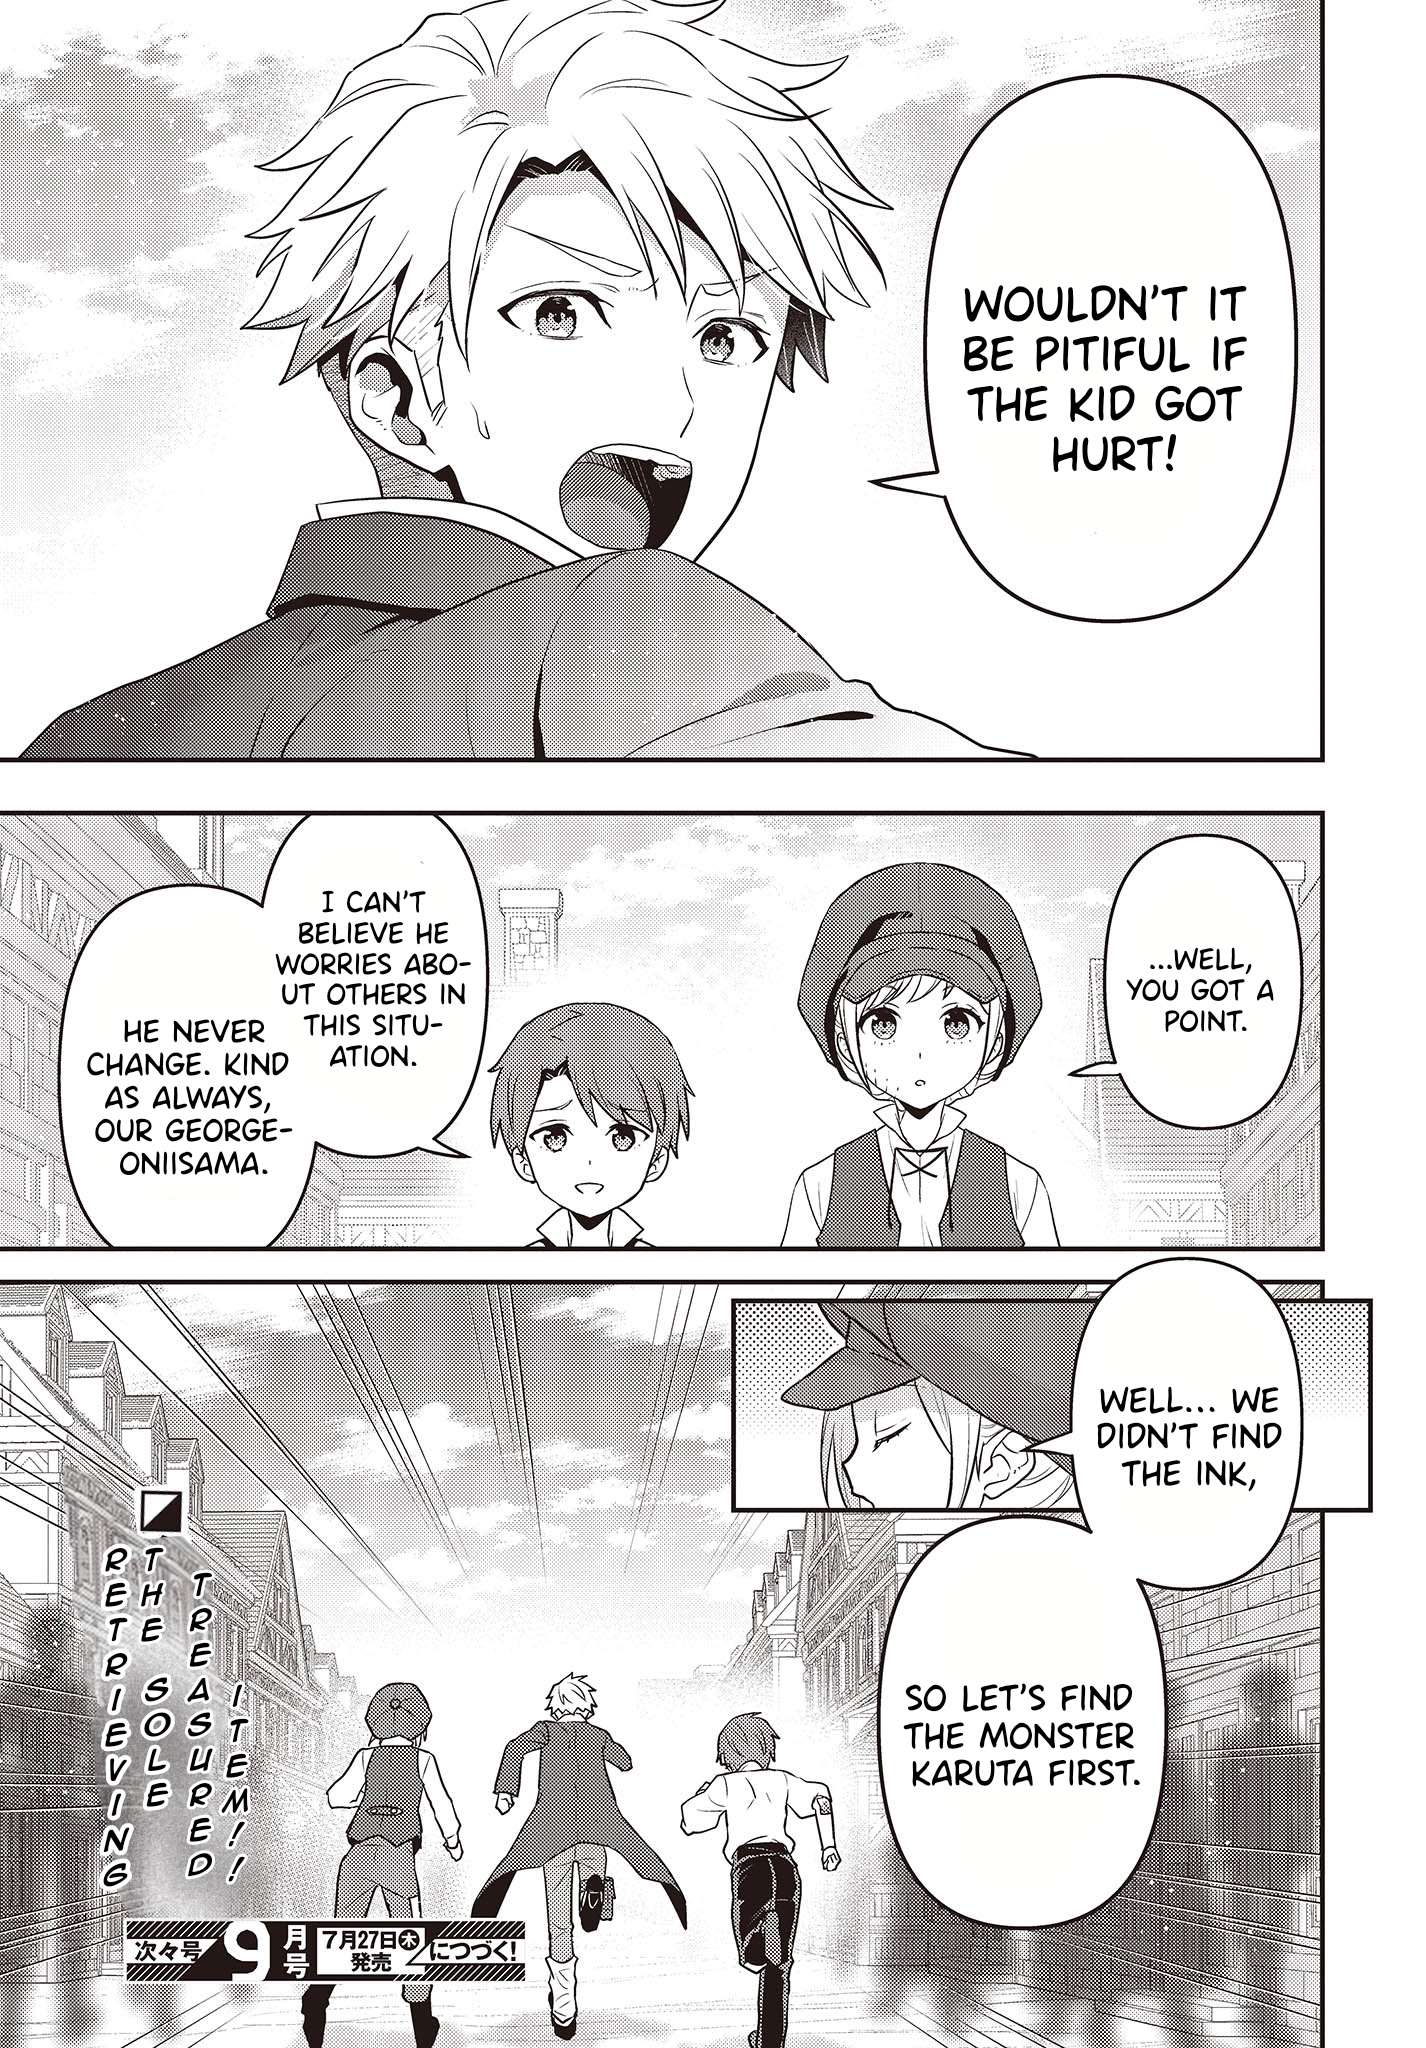 WOULDN'T IT
BE PITIFUL IF
THE KID GOT
HURT!
...WELL,
YOU GOT A
POINT.
I CAN'T
BELIEVE HE
WORRIES ABO-
UT OTHERS IN
THIS SITU-
ATION.
HE NEVER
CHANGE. KIND
AS ALWAYS,
OUR GEORGE-
ONIISAMA.
WELL... WE
DIDN'T FIND
THE INK,
SO LET'S FIND
THE MONSTER
KARUTA FIRST.
RETRIEVING
THE SOLE
TREASURED
ITEM!!
次々号
9月号
7月27日木
発売
につづく!